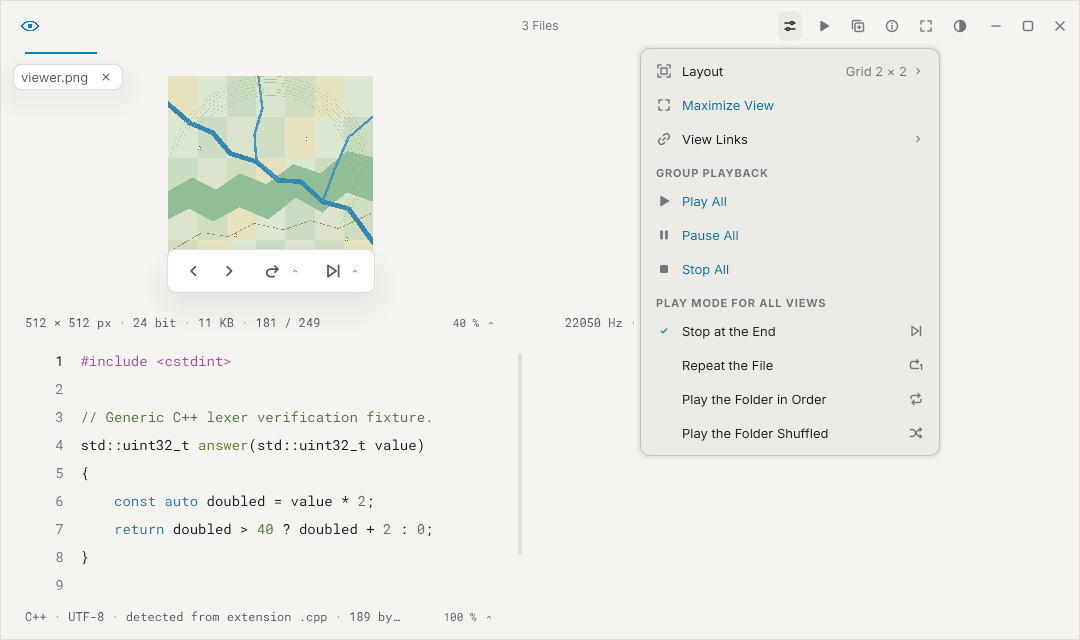 3 Files
viewer.png
Layout
Grid 2 × 2
Maximize View
View Links
GROUP PLAYBACK
Play All
Pause All
Stop All
PLAY MODE FOR ALL VIEWS
Stop at the End
Repeat the File
Play the Folder in Order
Play the Folder Shuffled
512 × 512 px · 24 bit · 11 KB · 181 / 249
40 %
22050 Hz ·
1 #include <cstdint>
2
3 // Generic C++ lexer verification fixture.
4 std::uint32_t answer(std::uint32_t value)
5 {
6     const auto doubled = value * 2;
7     return doubled > 40 ? doubled + 2 : 0;
8 }
9
C++ · UTF-8 · detected from extension .cpp · 189 by…
100 %